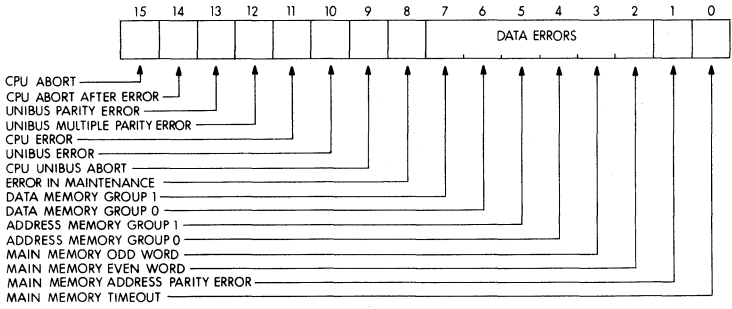 15 14 13 12 11 10 9 8 7 6 5 4 3 2 1 0
DATA ERRORS
CPU ABORT
CPU ABORT AFTER ERROR
UNIBUS PARITY ERROR
UNIBUS MULTIPLE PARITY ERROR
CPU ERROR
UNIBUS ERROR
CPU UNIBUS ABORT
ERROR IN MAINTENANCE
DATA MEMORY GROUP 1
DATA MEMORY GROUP 0
ADDRESS MEMORY GROUP 1
ADDRESS MEMORY GROUP 0
MAIN MEMORY ODD WORD
MAIN MEMORY EVEN WORD
MAIN MEMORY ADDRESS PARITY ERROR
MAIN MEMORY TIMEOUT